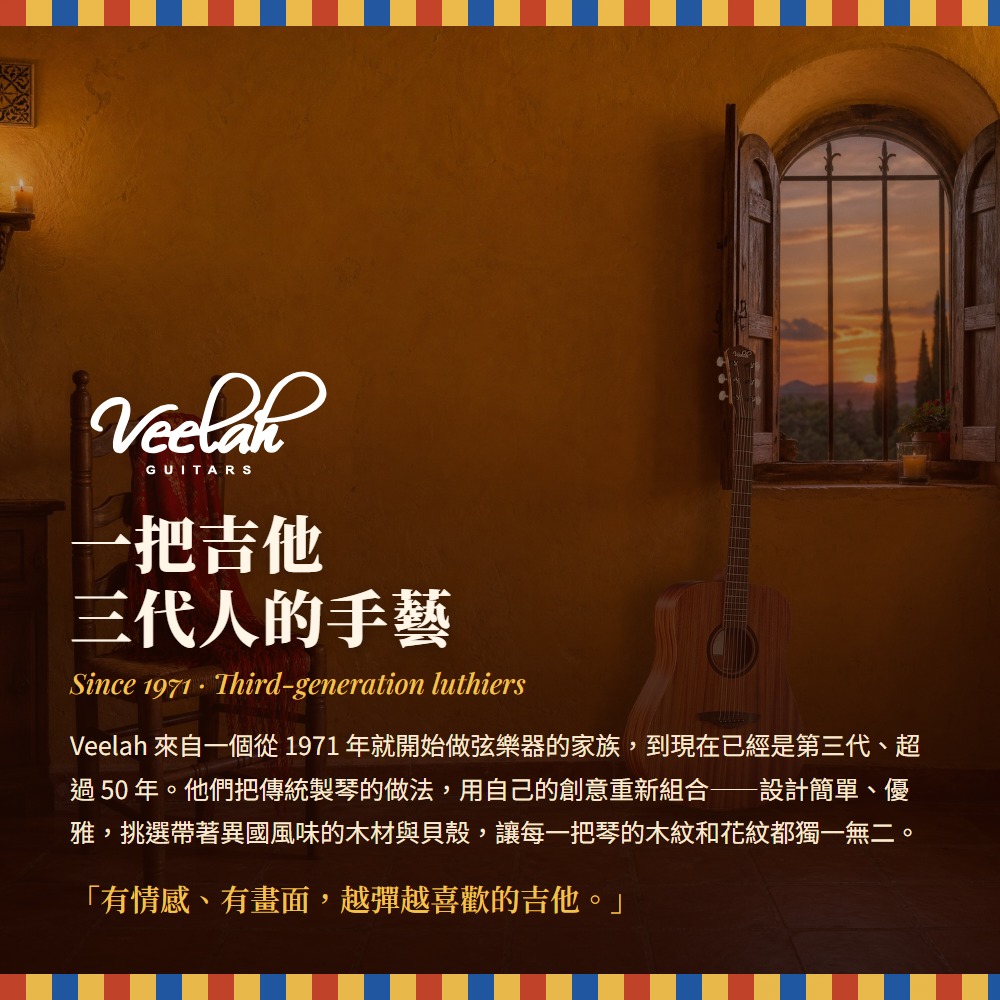 Veelah
GUITARS
一把吉他
三代人的手藝
Since 1971 · Third-generation luthiers
Veelah 來自一個從 1971 年就開始做弦樂器的家族，到現在已經是第三代、超
過 50 年。他們把傳統製琴的做法，用自己的創意重新組合——設計簡單、優
雅，挑選帶著異國風味的木材與貝殼，讓每一把琴的木紋和花紋都獨一無二。
「有情感、有畫面，越彈越喜歡的吉他。」